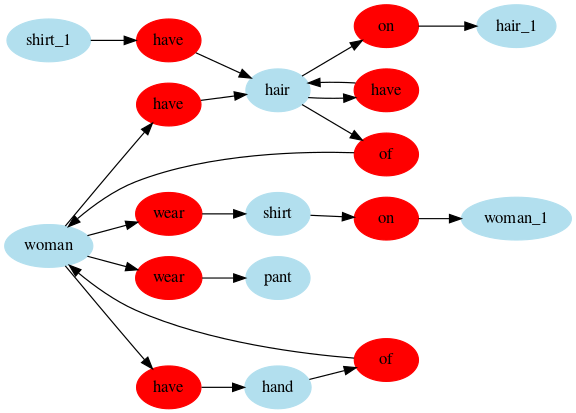 shirt_1
have
on
hair_1
have
hair
have
of
woman
wear
shirt
on
woman_1
wear
pant
have
hand
of